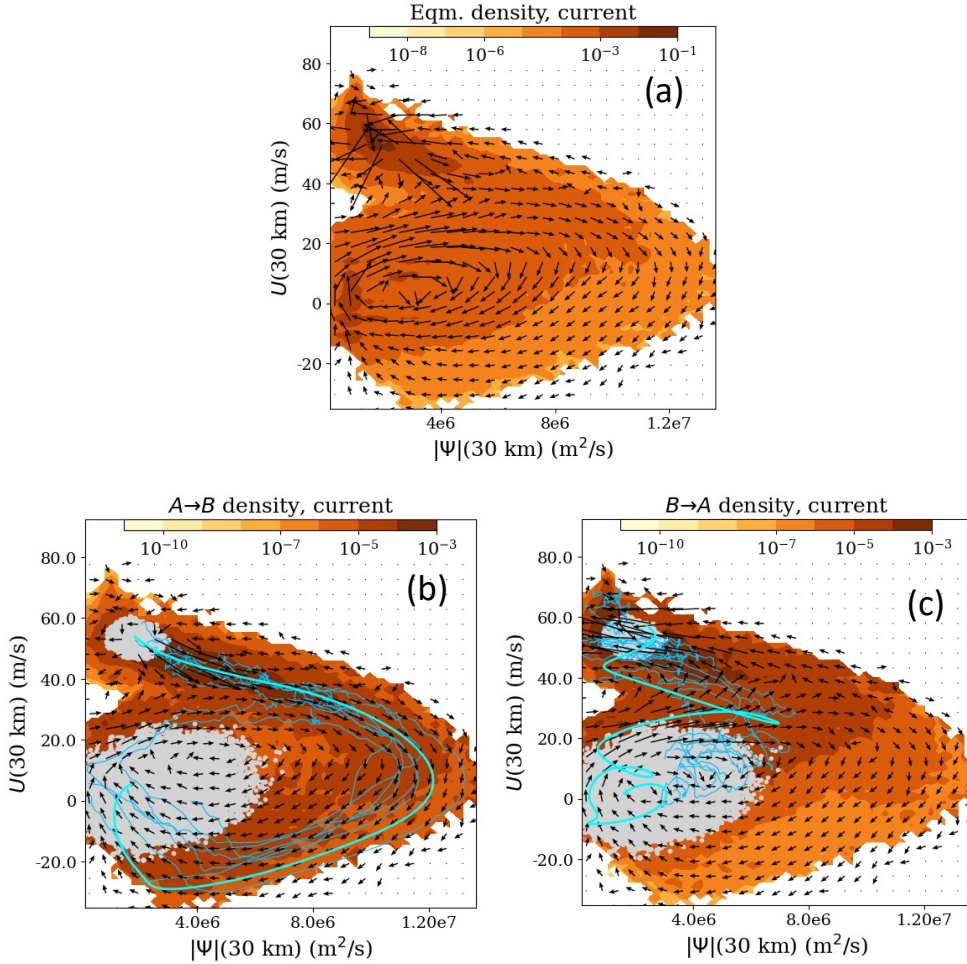 Eqm. density, current
10⁻⁸ 10⁻⁶ 10⁻³ 10⁻¹
(a)
80
60
40
20
0
-20
U(30 km) (m/s)
4e6 8e6 1.2e7
|Ψ|(30 km) (m²/s)
A→B density, current
10⁻¹⁰ 10⁻⁷ 10⁻⁵ 10⁻³
(b)
80.0
60.0
40.0
20.0
0
-20.0
U(30 km) (m/s)
4.0e6 8.0e6 1.20e7
|Ψ|(30 km) (m²/s)
B→A density, current
10⁻¹⁰ 10⁻⁷ 10⁻⁵ 10⁻³
(c)
80.0
60.0
40.0
20.0
0
-20.0
U(30 km) (m/s)
4.0e6 8.0e6 1.20e7
|Ψ|(30 km) (m²/s)